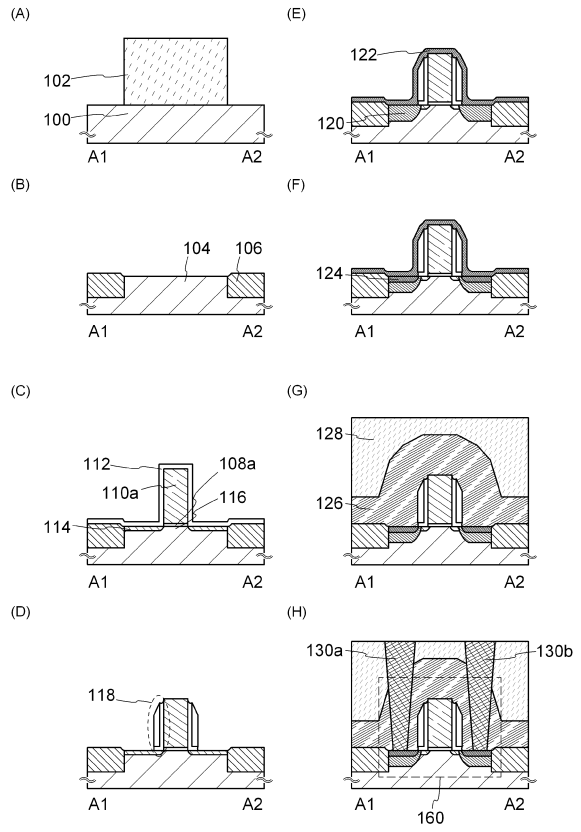 (A)
102
100
A1 A2
(B)
104 106
A1 A2
(C)
112 108a
110a 116
114
A1 A2
(D)
118
A1 A2
(E)
122
120
A1 A2
(F)
124
A1 A2
(G)
128
126
A1 A2
(H)
130a 130b
A1 A2
160